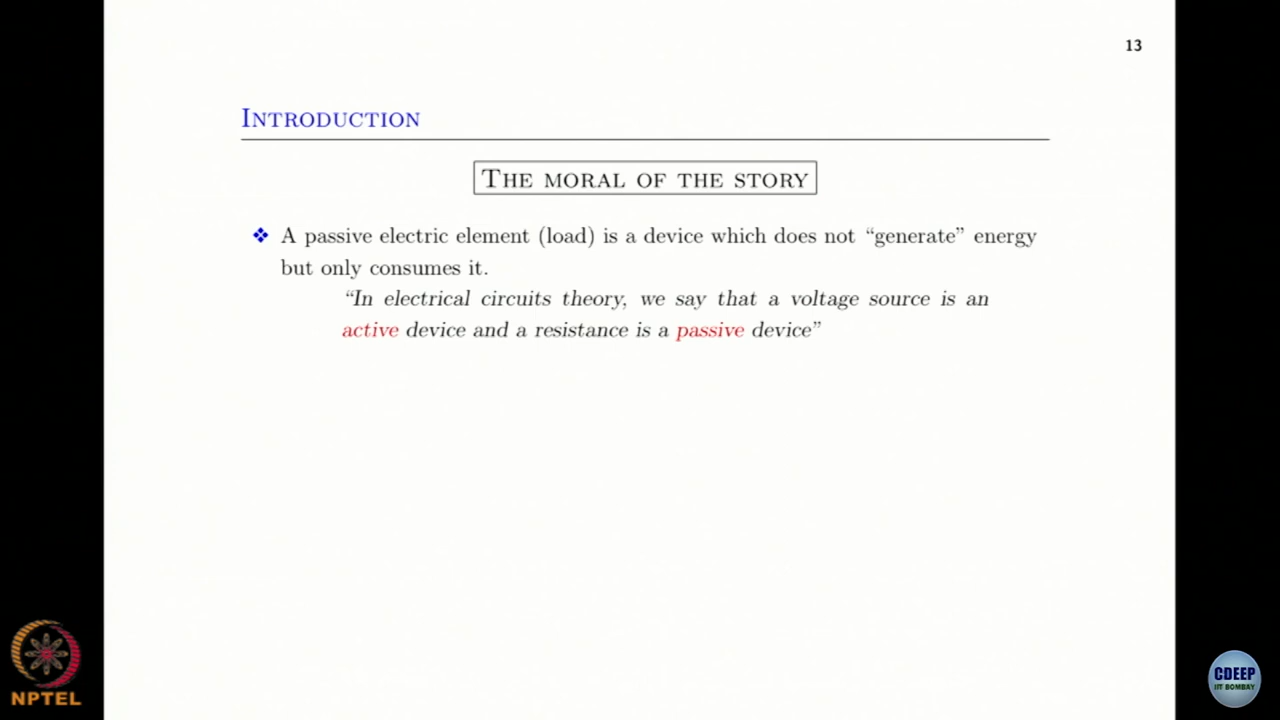 13
Introduction
The moral of the story
❖ A passive electric element (load) is a device which does not “generate” energy
but only consumes it.
“In electrical circuits theory, we say that a voltage source is an
active device and a resistance is a passive device”
NPTEL
CDEEP
IIT BOMBAY